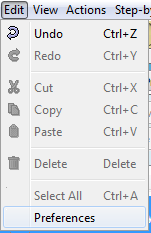 Edit View Actions Step-b
Undo Ctrl+Z
Redo Ctrl+Y
Cut Ctrl+X
Copy Ctrl+C
Paste Ctrl+V
Delete Delete
Select All Ctrl+A
Preferences